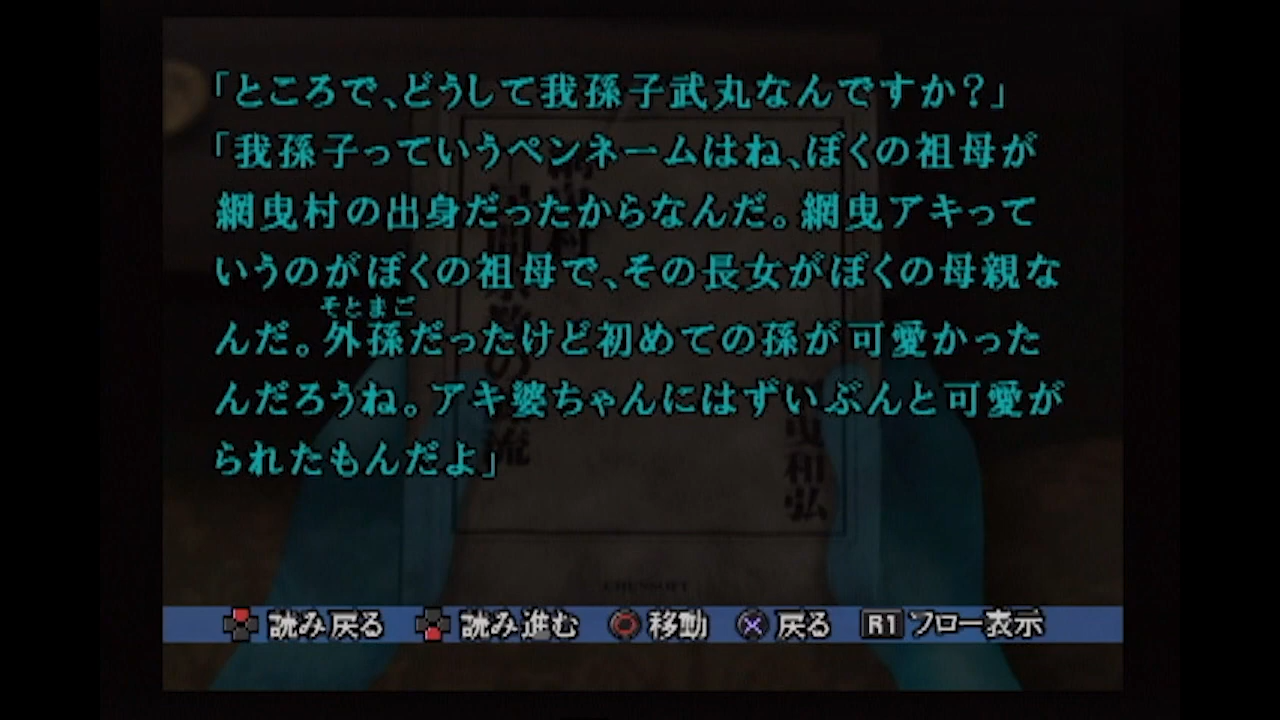 「ところで、どうして我孫子武丸なんですか？」
「我孫子っていうペンネームはね、ぼくの祖母が
網曳村の出身だったからなんだ。網曳アキって
いうのがぼくの祖母で、その長女がぼくの母親な
そとまご
んだ。外孫だったけど初めての孫が可愛かった
んだろうね。アキ婆ちゃんにはずいぶんと可愛が
られたもんだよ」
曳和弘
CHUNSOFT
読み戻る 読み進む 移動 戻る R1 フロー表示